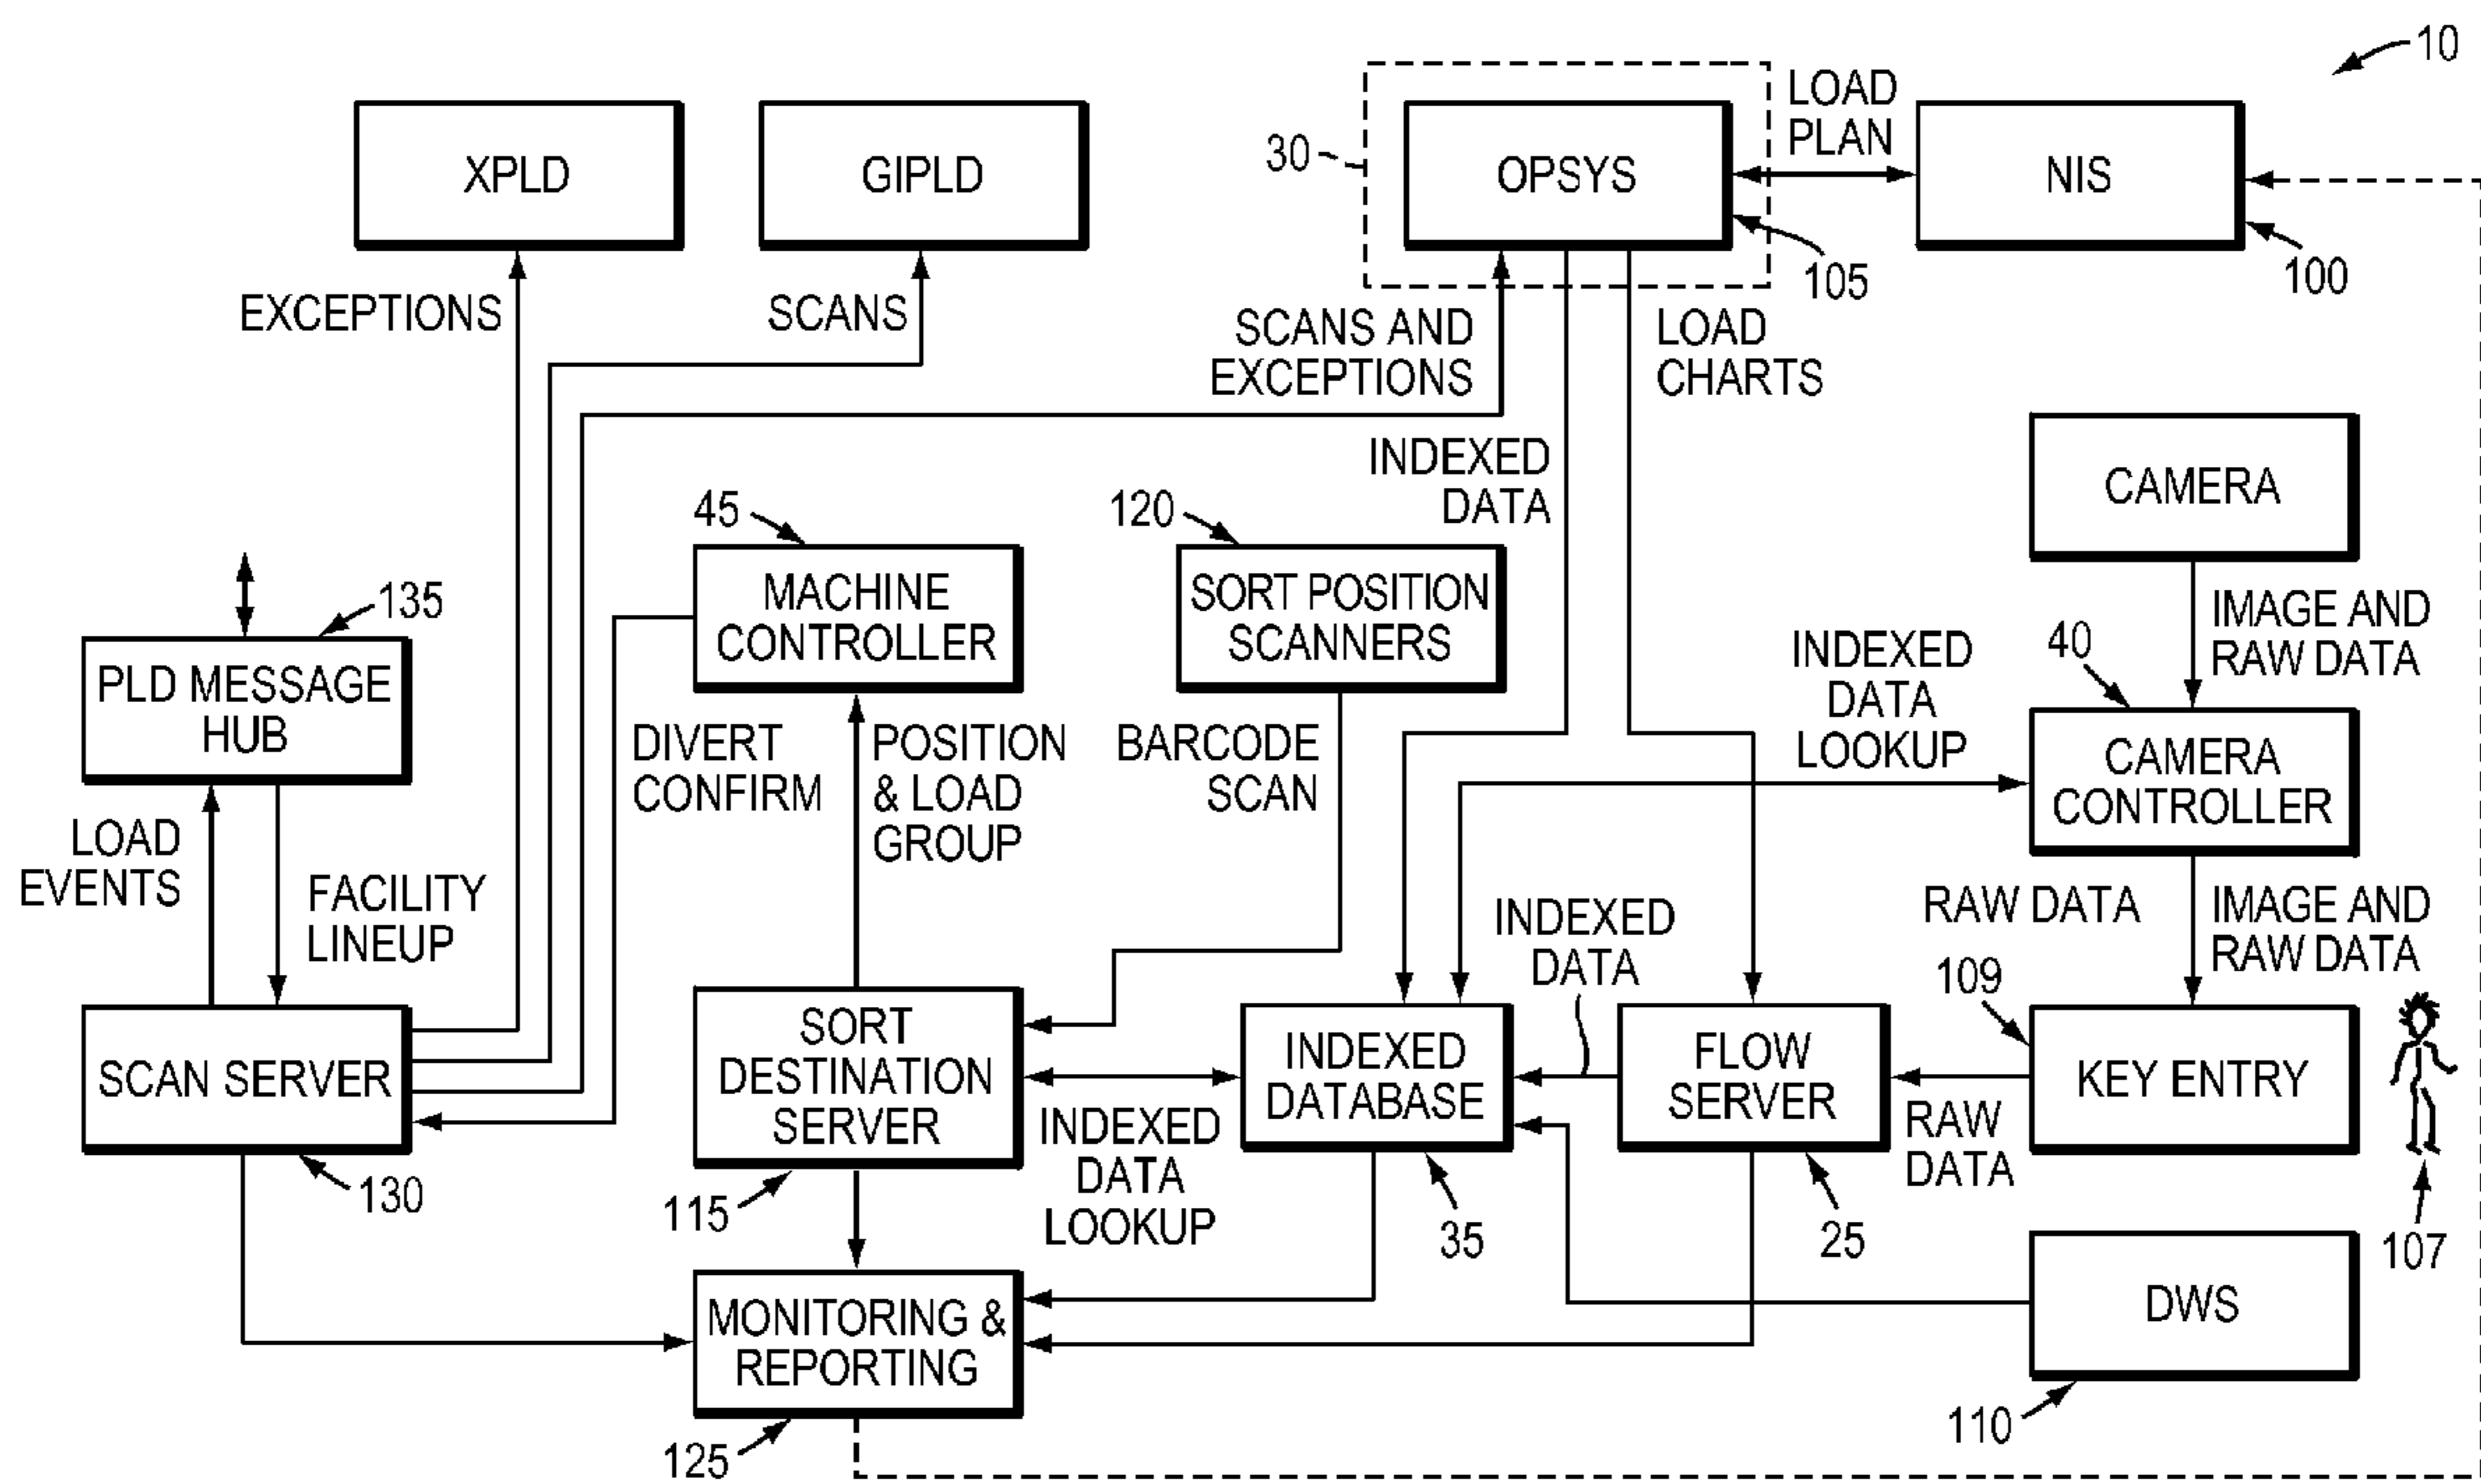 10
XPLD
GIPLD
30
OPSYS
LOAD
PLAN
NIS
105
100
EXCEPTIONS
SCANS
SCANS AND
EXCEPTIONS
LOAD
CHARTS
INDEXED
DATA
CAMERA
45
MACHINE
CONTROLLER
120
SORT POSITION
SCANNERS
IMAGE AND
RAW DATA
135
PLD MESSAGE
HUB
INDEXED
DATA
LOOKUP
40
CAMERA
CONTROLLER
DIVERT
CONFIRM
POSITION
& LOAD
GROUP
BARCODE
SCAN
LOAD
EVENTS
FACILITY
LINEUP
INDEXED
DATA
RAW DATA
IMAGE AND
RAW DATA
109
SCAN SERVER
130
SORT
DESTINATION
SERVER
115
INDEXED
DATA
LOOKUP
INDEXED
DATABASE
35
FLOW
SERVER
25
RAW
DATA
KEY ENTRY
107
MONITORING &
REPORTING
125
DWS
110